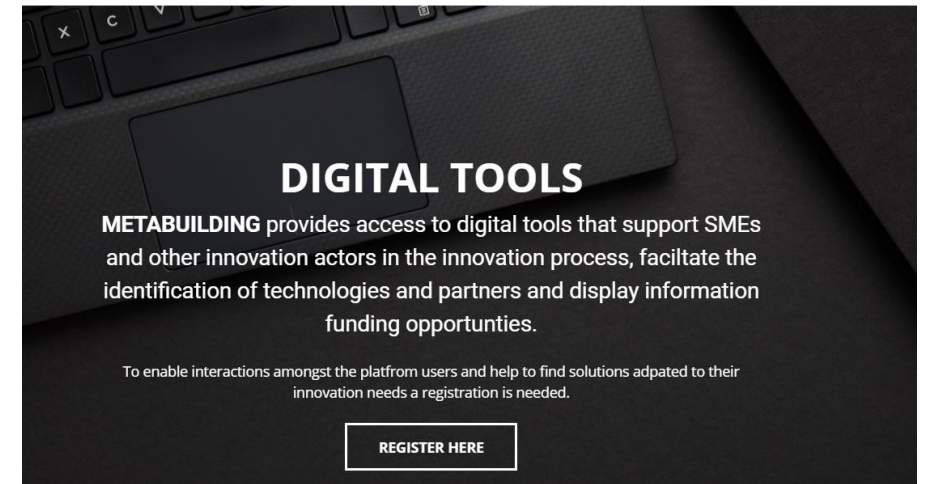 X C V
DIGITAL TOOLS
METABUILDING provides access to digital tools that support SMEs
and other innovation actors in the innovation process, faciltate the
identification of technologies and partners and display information
funding opportunties.
To enable interactions amongst the platfrom users and help to find solutions adpated to their
innovation needs a registration is needed.
REGISTER HERE